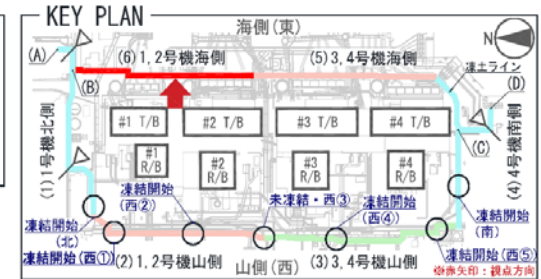 KEY PLAN
海側(東)
N
(A)
(6)1,2号機海側
(5)3,4号機海側
凍土ライン
(D)
(B)
(1)1号機北側
#1 T/B
#2 T/B
#3 T/B
#4 T/B
(C)
(4)4号機南側
#1
R/B
#2
R/B
#3
R/B
#4
R/B
凍結開始
(西②)
未凍結・西③
凍結開始
(西④)
凍結開始
(南)
凍結開始
(北)
凍結開始(西①)
(2)1,2号機山側
山側(西)
(3)3,4号機山側
凍結開始(西⑤)
※赤矢印:視点方向